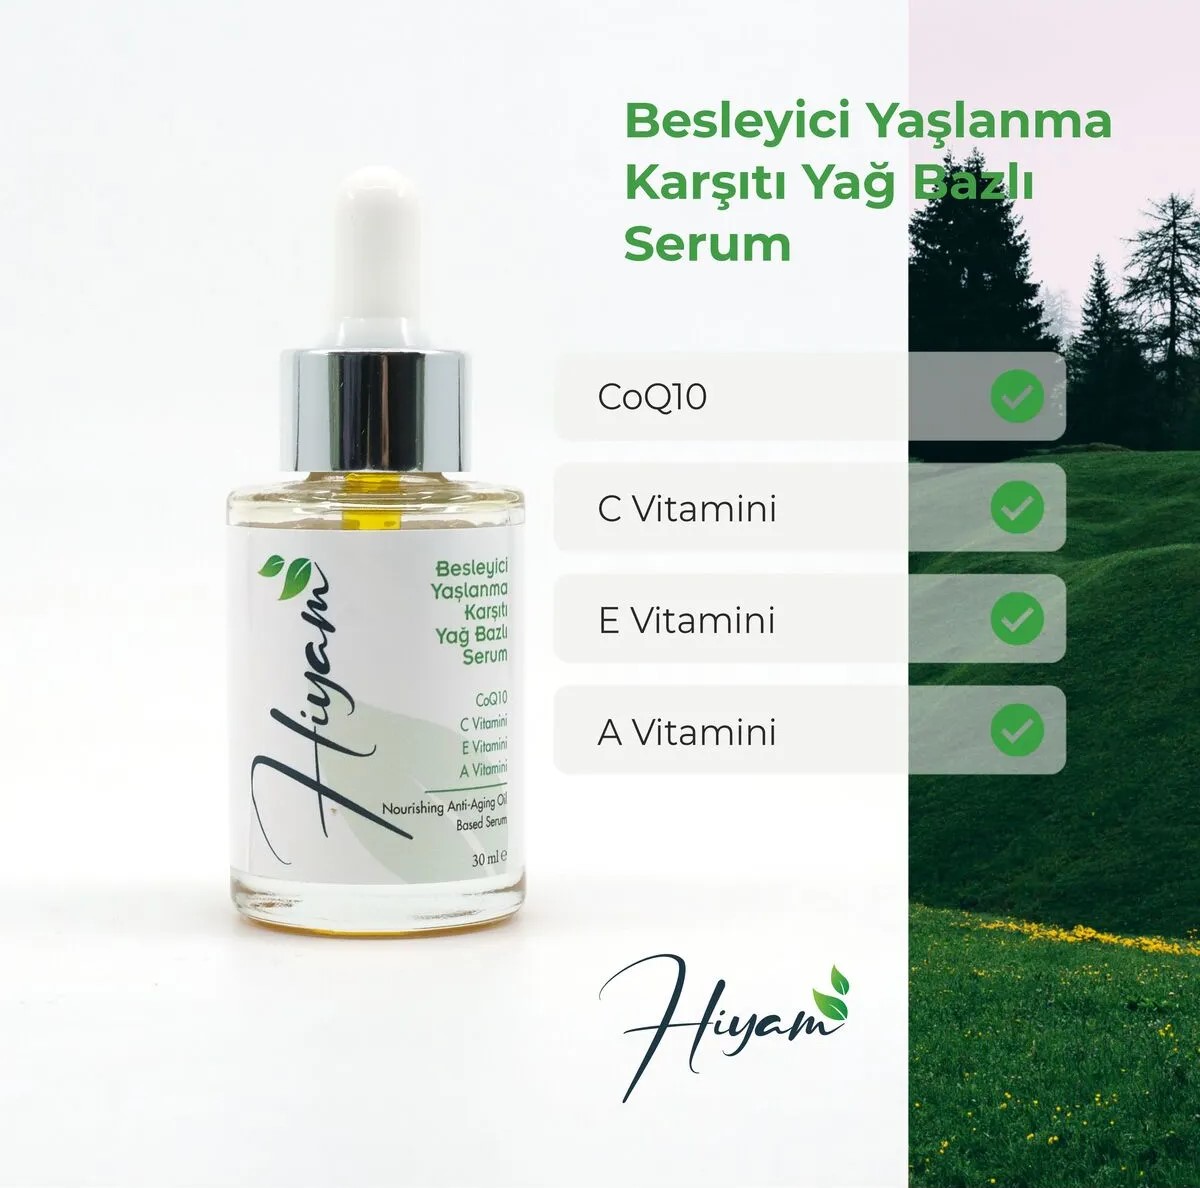 Besleyici Yaşlanma
Karşıtı Yağ Bazlı
Serum
CoQ10
C Vitamini
E Vitamini
A Vitamini
Hiyam
Besleyici
Yaşlanma
Karşıtı
Yağ Bazlı
Serum
CoQ10
C Vitamini
E Vitamini
A Vitamini
Nourishing Anti-Aging Oil
Based Serum
30 ml ℮
Hiyam